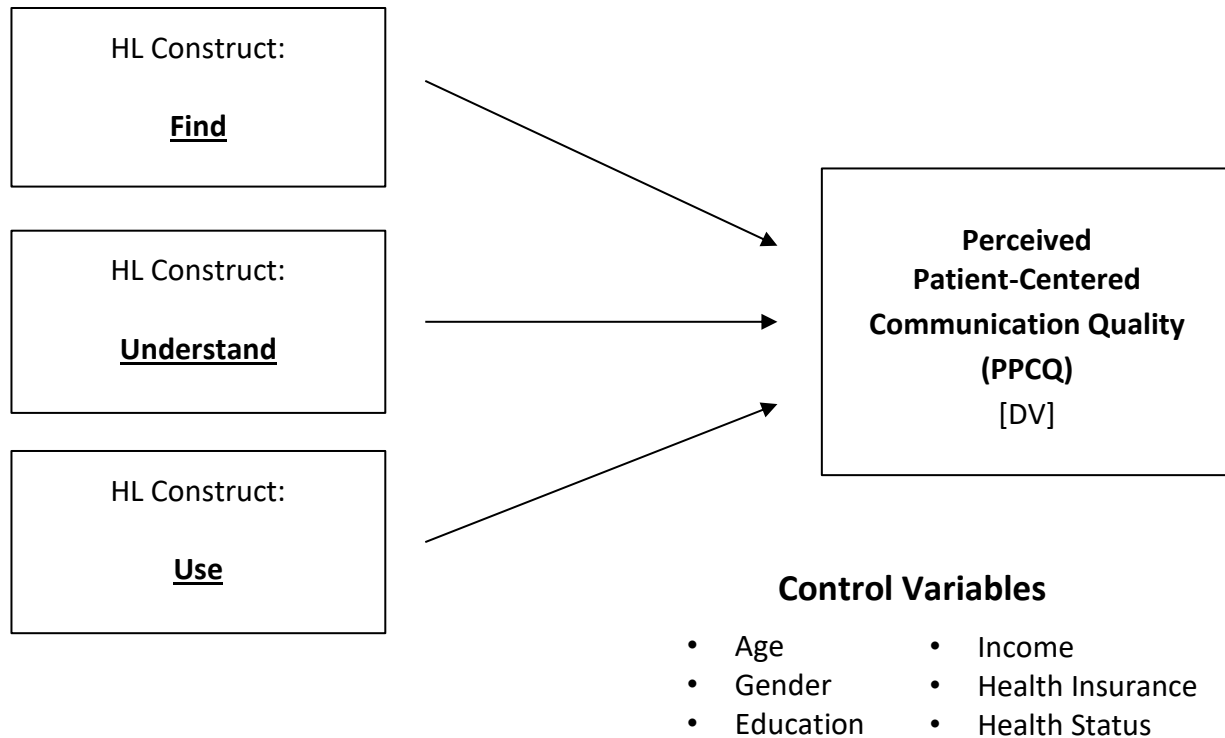 HL Construct:
Find
HL Construct:
Understand
HL Construct:
Use
Perceived
Patient-Centered
Communication Quality
(PPCQ)
[DV]
Control Variables
• Age
• Gender
• Education
• Income
• Health Insurance
• Health Status